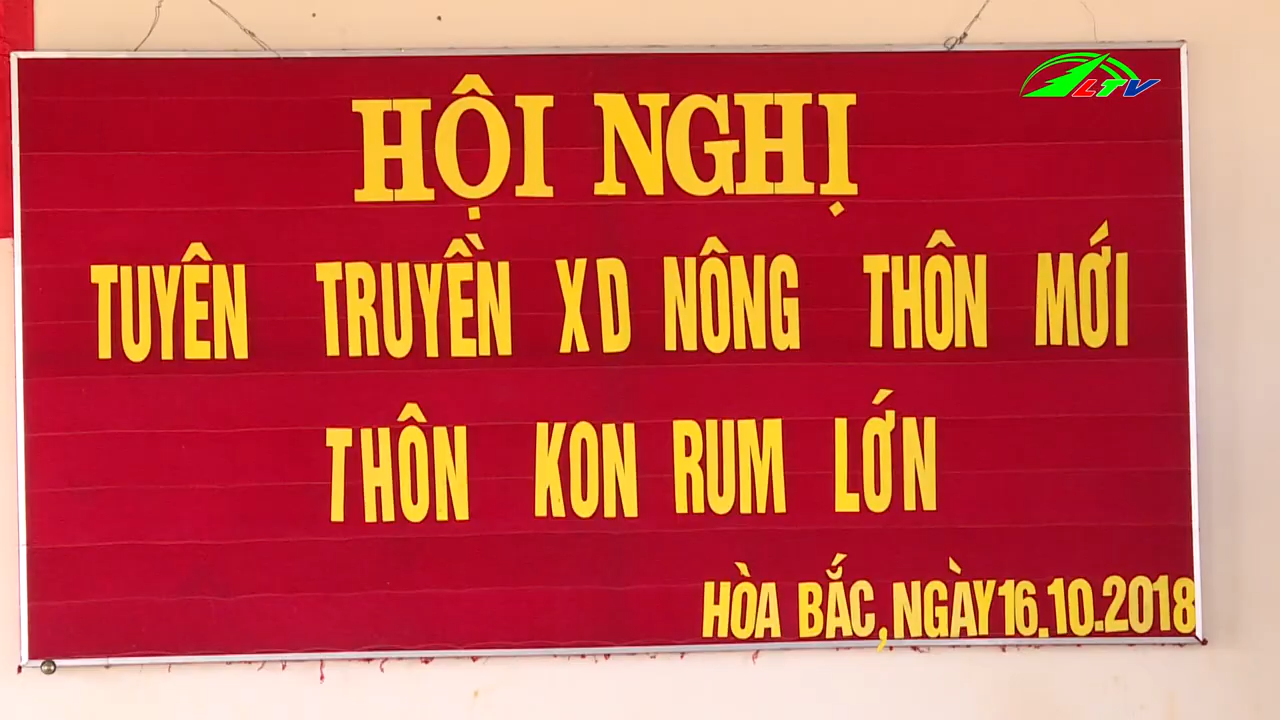 LTV
HỘI NGHỊ
TUYÊN TRUYỀN XD NÔNG THÔN MỚI
THÔN KON RUM LỚN
HÒA BẮC, NGÀY 16.10.2018